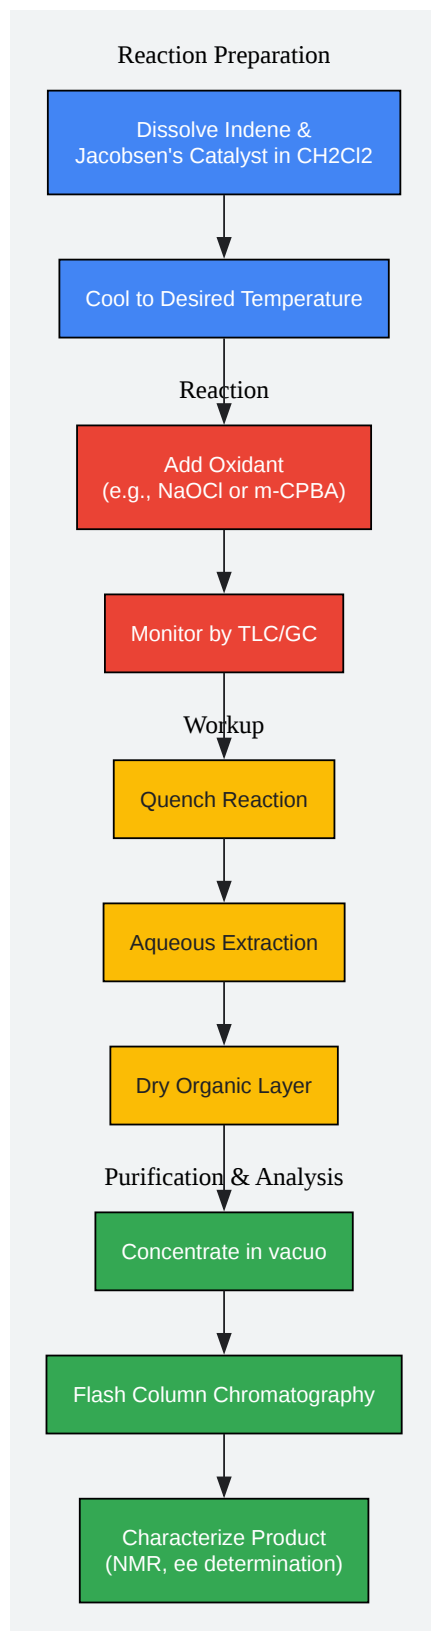 Reaction Preparation
Dissolve Indene &
Jacobsen's Catalyst in CH2Cl2
Cool to Desired Temperature
Reaction
Add Oxidant
(e.g., NaOCl or m-CPBA)
Monitor by TLC/GC
Workup
Quench Reaction
Aqueous Extraction
Dry Organic Layer
Purification & Analysis
Concentrate in vacuo
Flash Column Chromatography
Characterize Product
(NMR, ee determination)